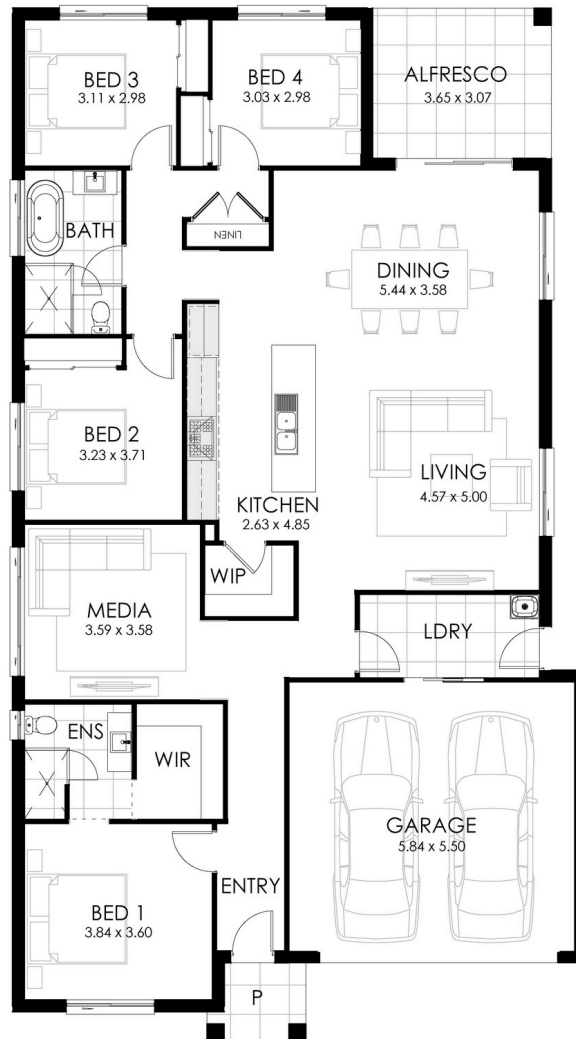 BED 3
3.11 x 2.98
BED 4
3.03 x 2.98
ALFRESCO
3.65 x 3.07
BATH
LINEN
DINING
5.44 x 3.58
BED 2
3.23 x 3.71
KITCHEN
2.63 x 4.85
LIVING
4.57 x 5.00
WIP
MEDIA
3.59 x 3.58
LDRY
ENS
WIR
GARAGE
5.84 x 5.50
ENTRY
BED 1
3.84 x 3.60
P